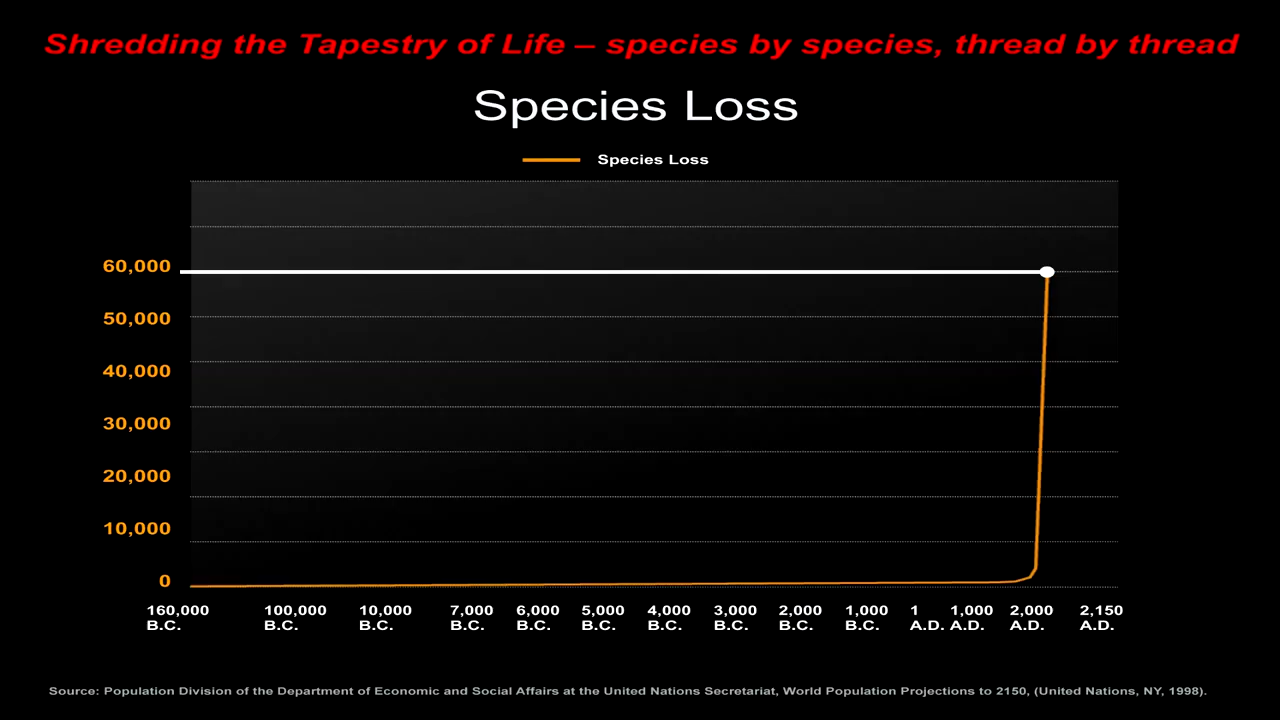 Shredding the Tapestry of Life – species by species, thread by thread
Species Loss
Species Loss
60,000
50,000
40,000
30,000
20,000
10,000
0
160,000 100,000 10,000 7,000 6,000 5,000 4,000 3,000 2,000 1,000 1 1,000 2,000 2,150
B.C. B.C. B.C. B.C. B.C. B.C. B.C. B.C. B.C. B.C. A.D. A.D. A.D. A.D.
Source: Population Division of the Department of Economic and Social Affairs at the United Nations Secretariat, World Population Projections to 2150, (United Nations, NY, 1998).